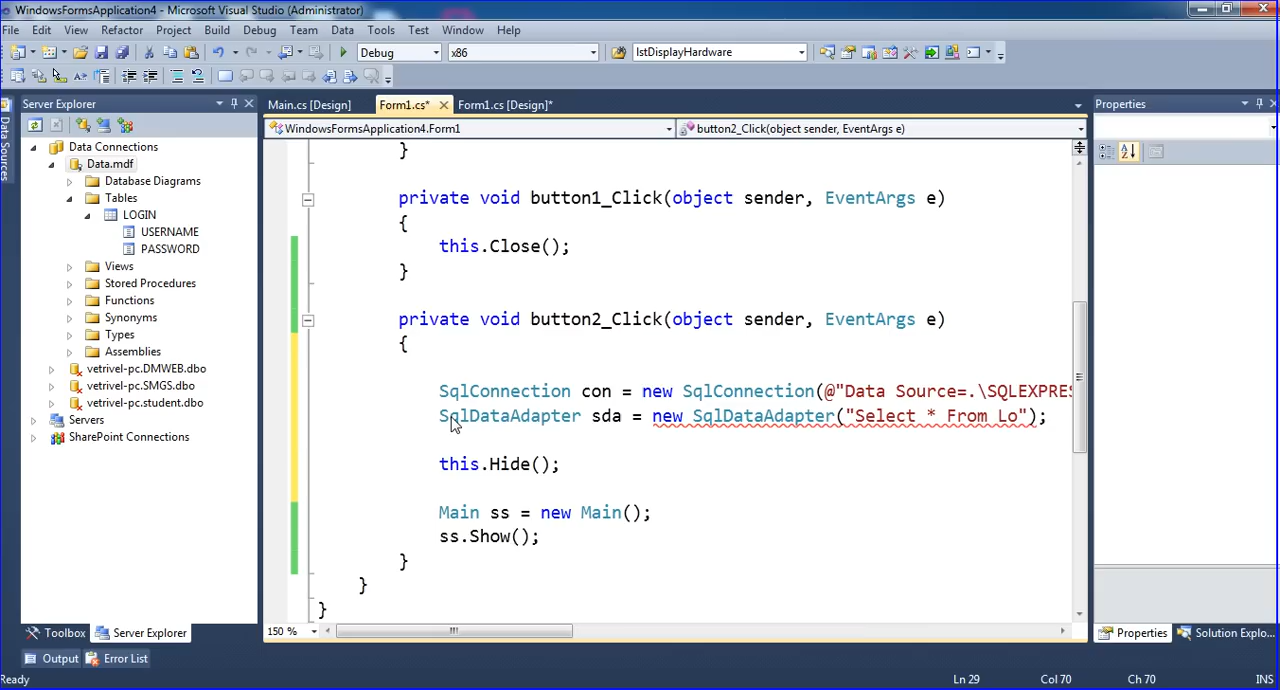 WindowsFormsApplication4 - Microsoft Visual Studio (Administrator)
File Edit View Refactor Project Build Debug Team Data Tools Test Window Help
Debug x86 lstDisplayHardware
Server Explorer
Main.cs [Design] Form1.cs* Form1.cs [Design]*
Properties
Data Sources
WindowsFormsApplication4.Form1 button2_Click(object sender, EventArgs e)
Data Connections
Data.mdf
Database Diagrams
Tables
LOGIN
USERNAME
PASSWORD
Views
Stored Procedures
Functions
Synonyms
Types
Assemblies
vetrivel-pc.DMWEB.dbo
vetrivel-pc.SMGS.dbo
vetrivel-pc.student.dbo
Servers
SharePoint Connections
}
private void button1_Click(object sender, EventArgs e)
{
this.Close();
}
private void button2_Click(object sender, EventArgs e)
{
SqlConnection con = new SqlConnection(@"Data Source=.\SQLEXPRES
SqlDataAdapter sda = new SqlDataAdapter("Select * From Lo");
this.Hide();
Main ss = new Main();
ss.Show();
}
}
}
150 %
Toolbox Server Explorer
Properties Solution Explo...
Output Error List
Ready Ln 29 Col 70 Ch 70 INS